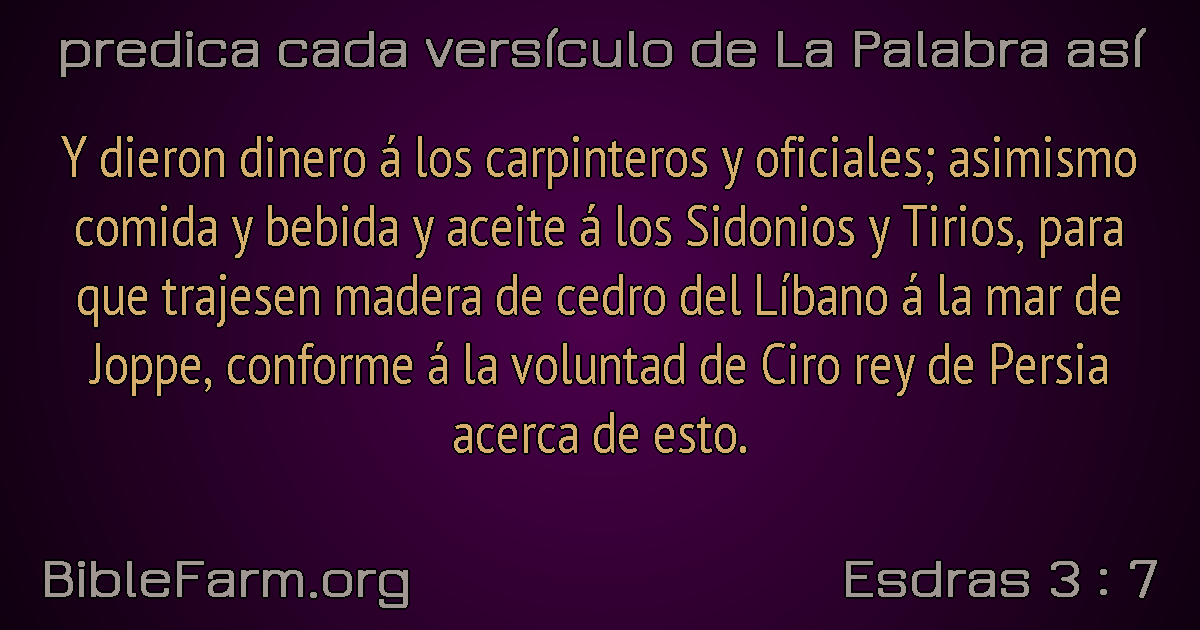 predica cada versículo de La Palabra así
Y dieron dinero á los carpinteros y oficiales; asimismo
comida y bebida y aceite á los Sidonios y Tirios, para
que trajesen madera de cedro del Líbano á la mar de
Joppe, conforme á la voluntad de Ciro rey de Persia
acerca de esto.
BibleFarm.org
Esdras 3 : 7